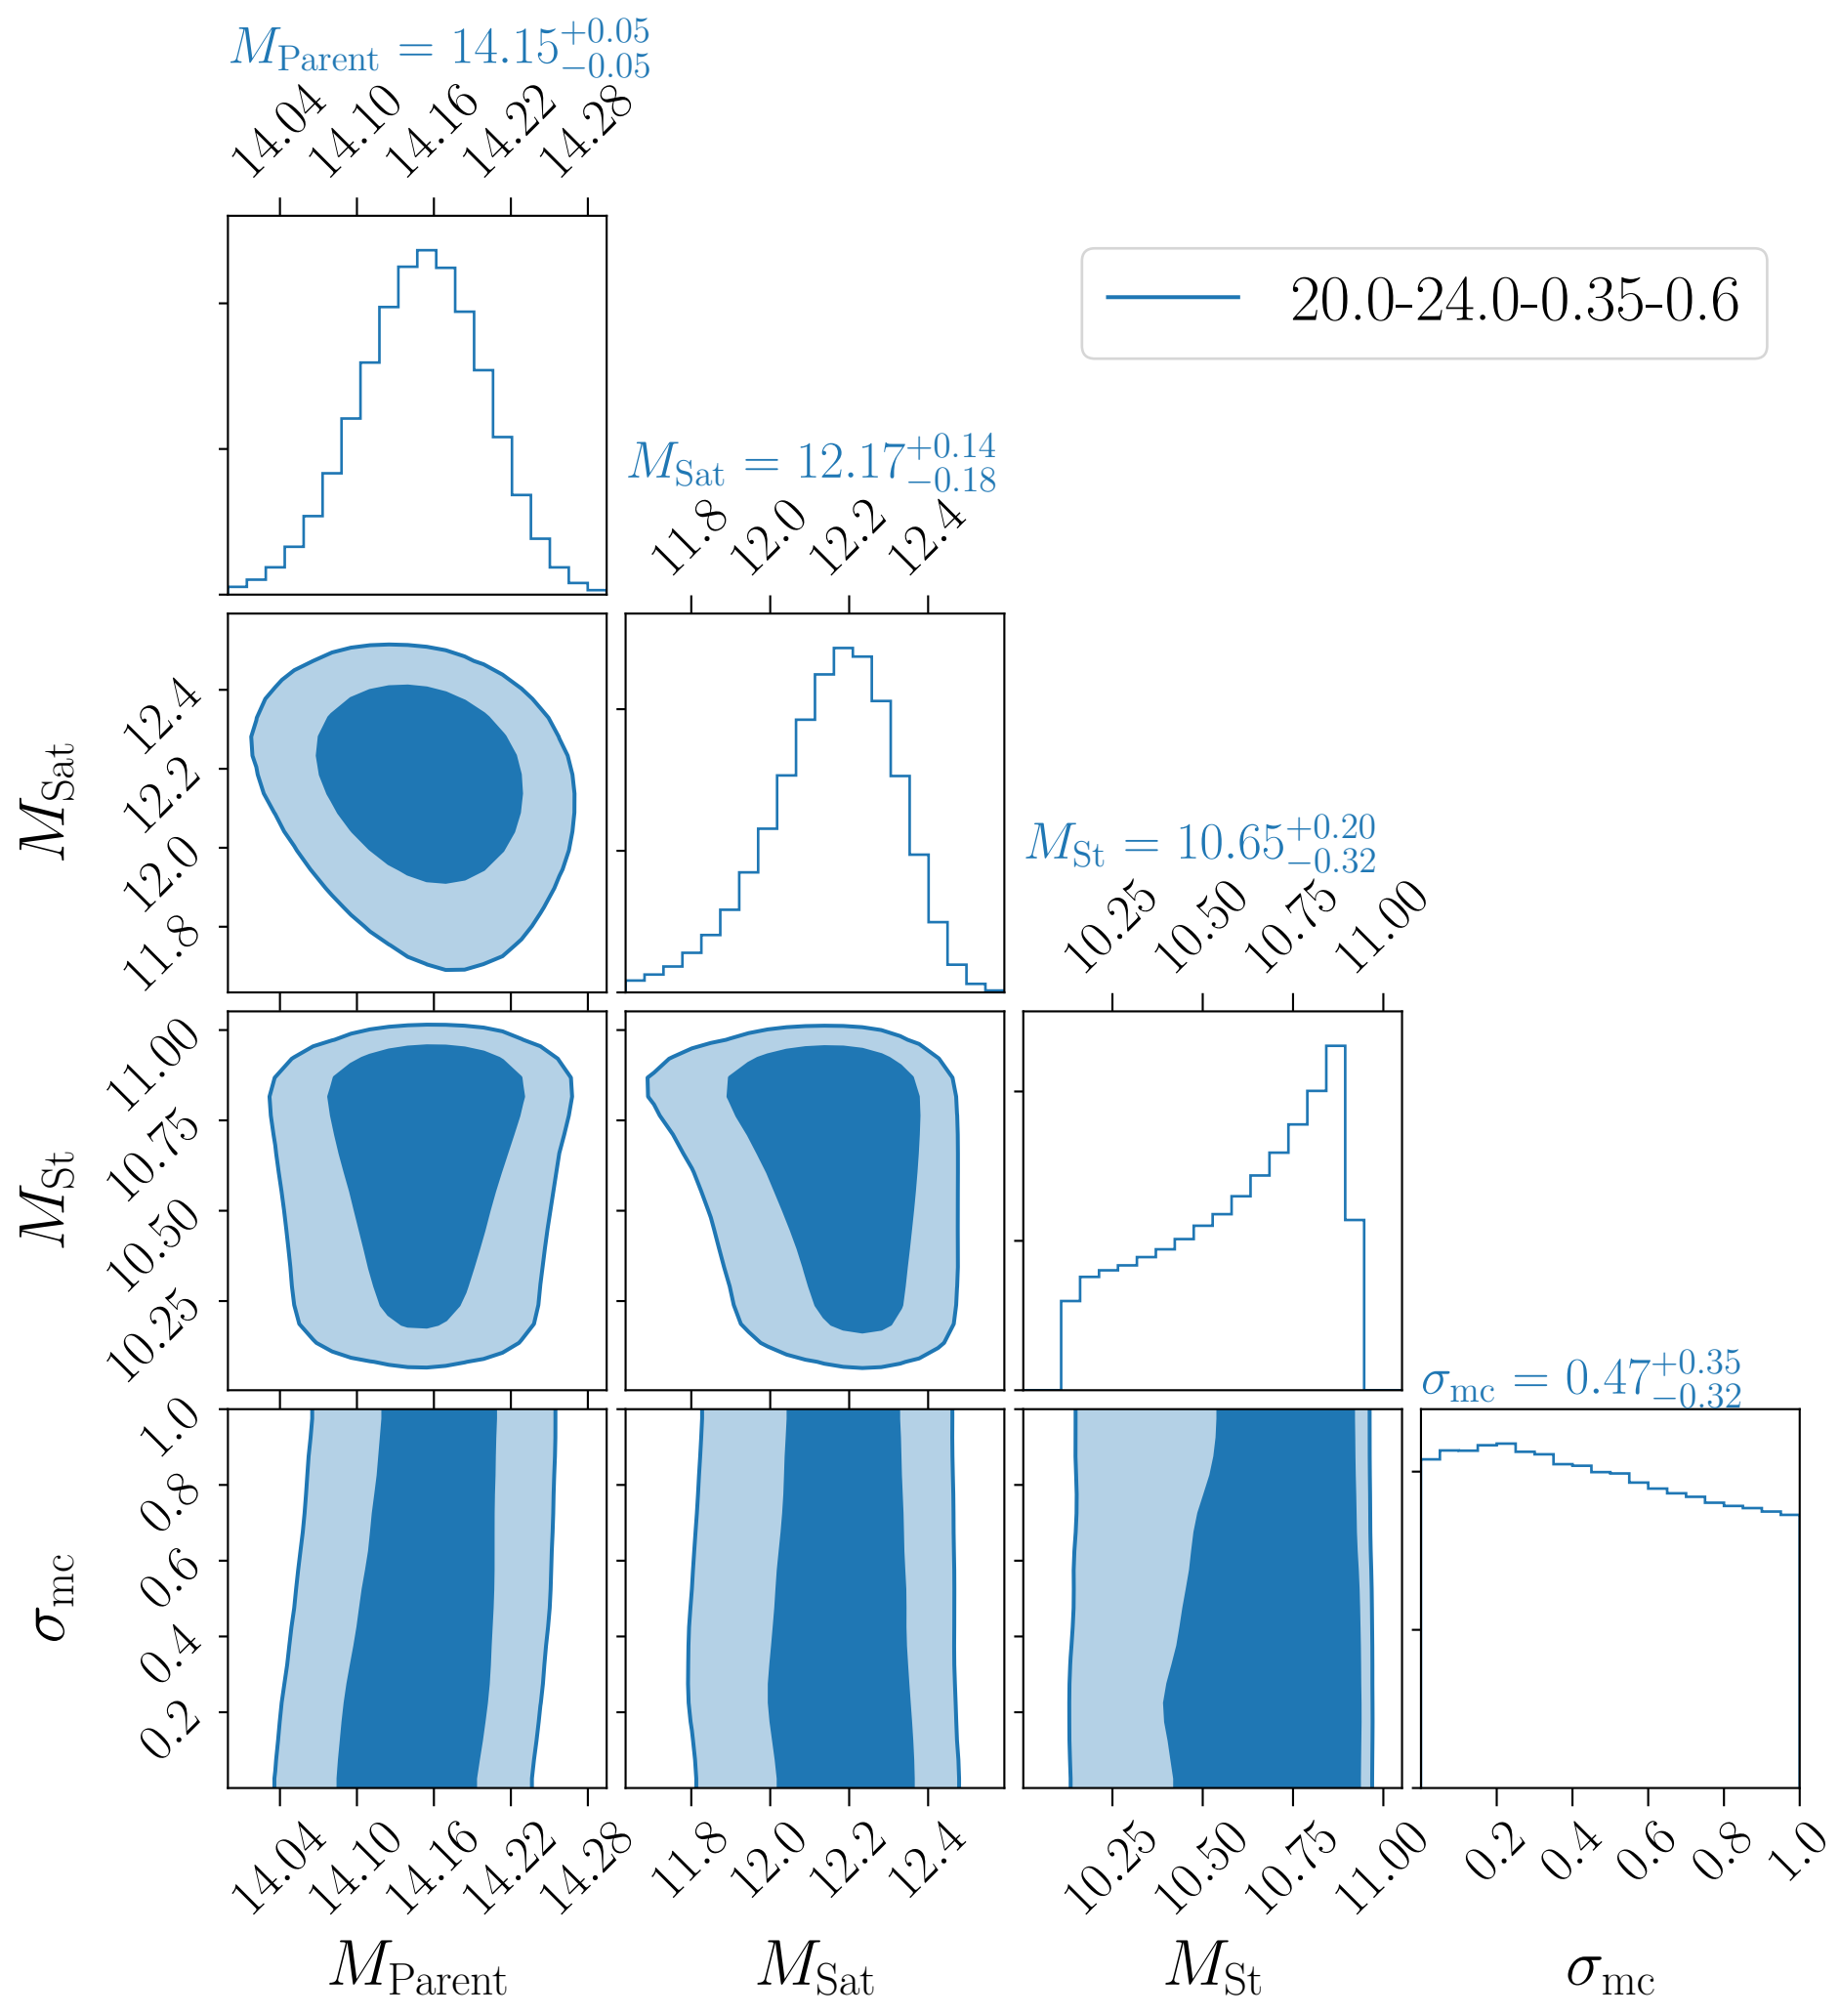 M_Parent = 14.15^{+0.05}_{-0.05}
14.04 14.10 14.16 14.22 14.28
20.0-24.0-0.35-0.6
M_Sat = 12.17^{+0.14}_{-0.18}
11.8 12.0 12.2 12.4
M_Sat
12.4
12.2
12.0
11.8
M_St = 10.65^{+0.20}_{-0.32}
10.25 10.50 10.75 11.00
M_St
11.00
10.75
10.50
10.25
σ_mc = 0.47^{+0.35}_{-0.32}
σ_mc
1.0
0.8
0.6
0.4
0.2
14.04 14.10 14.16 14.22 14.28 11.8 12.0 12.2 12.4 10.25 10.50 10.75 11.00 0.2 0.4 0.6 0.8 1.0
M_Parent M_Sat M_St σ_mc